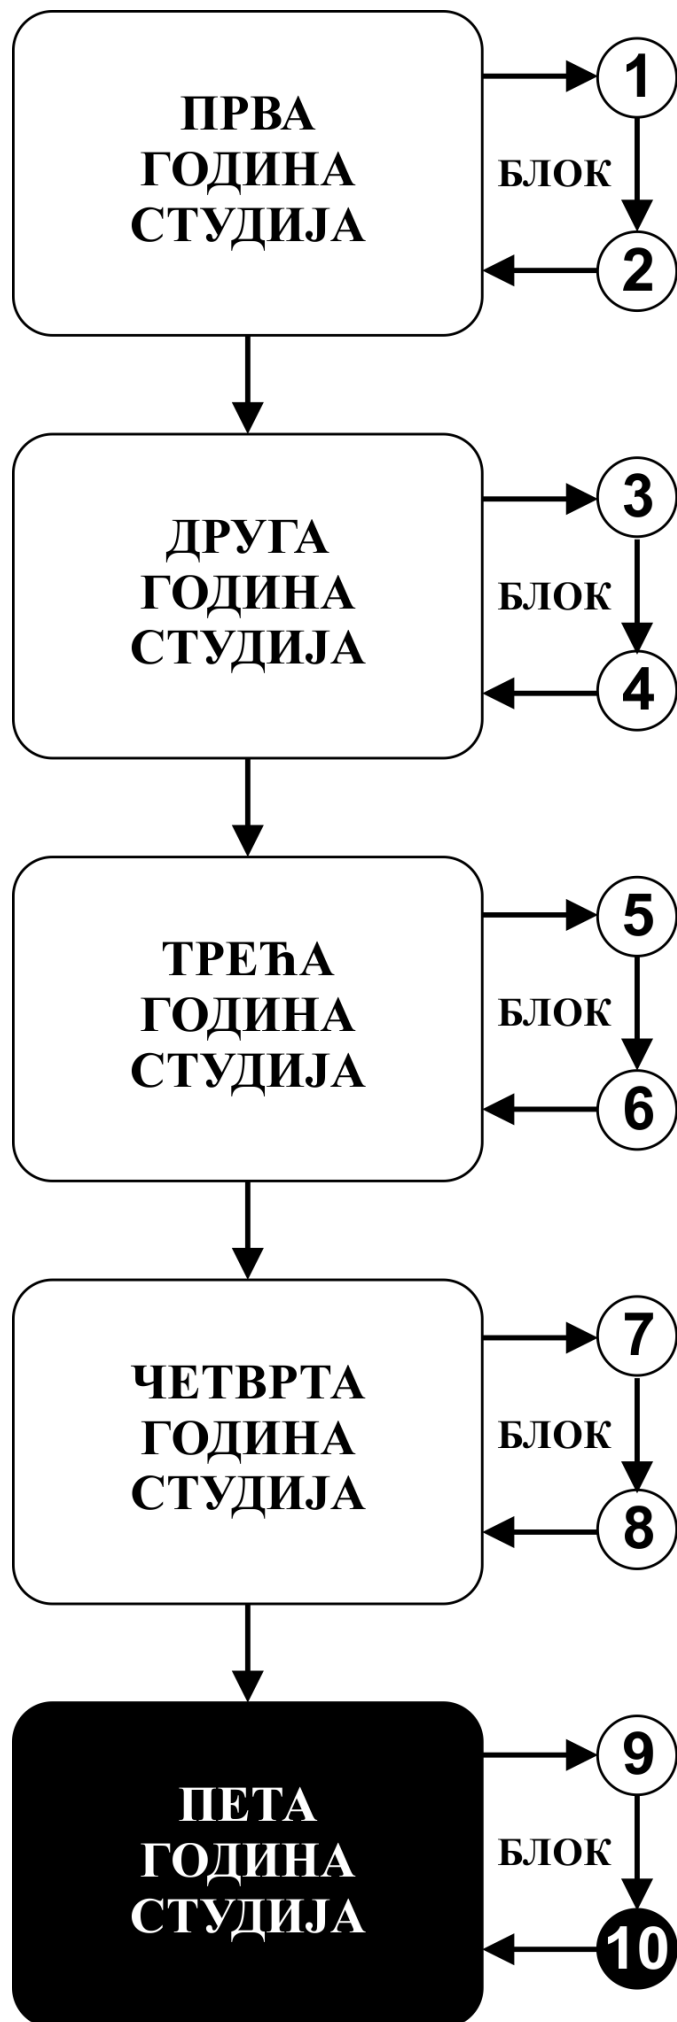 ПРВА
ГОДИНА
СТУДИЈА
1
БЛОК
2
ДРУГА
ГОДИНА
СТУДИЈА
3
БЛОК
4
ТРЕЋА
ГОДИНА
СТУДИЈА
5
БЛОК
6
ЧЕТВРТА
ГОДИНА
СТУДИЈА
7
БЛОК
8
ПЕТА
ГОДИНА
СТУДИЈА
9
БЛОК
10